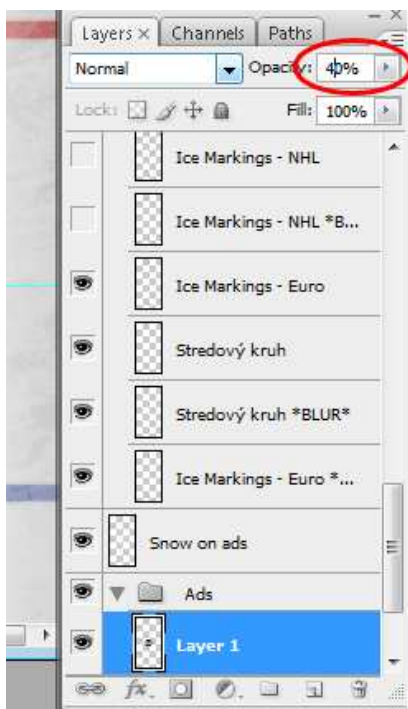 Layers × Channels Paths
Normal Opacity: 40%
Lock: Fill: 100%
Ice Markings - NHL
Ice Markings - NHL *B...
Ice Markings - Euro
Stredový kruh
Stredový kruh *BLUR*
Ice Markings - Euro *...
Snow on ads
Ads
Layer 1
fx.